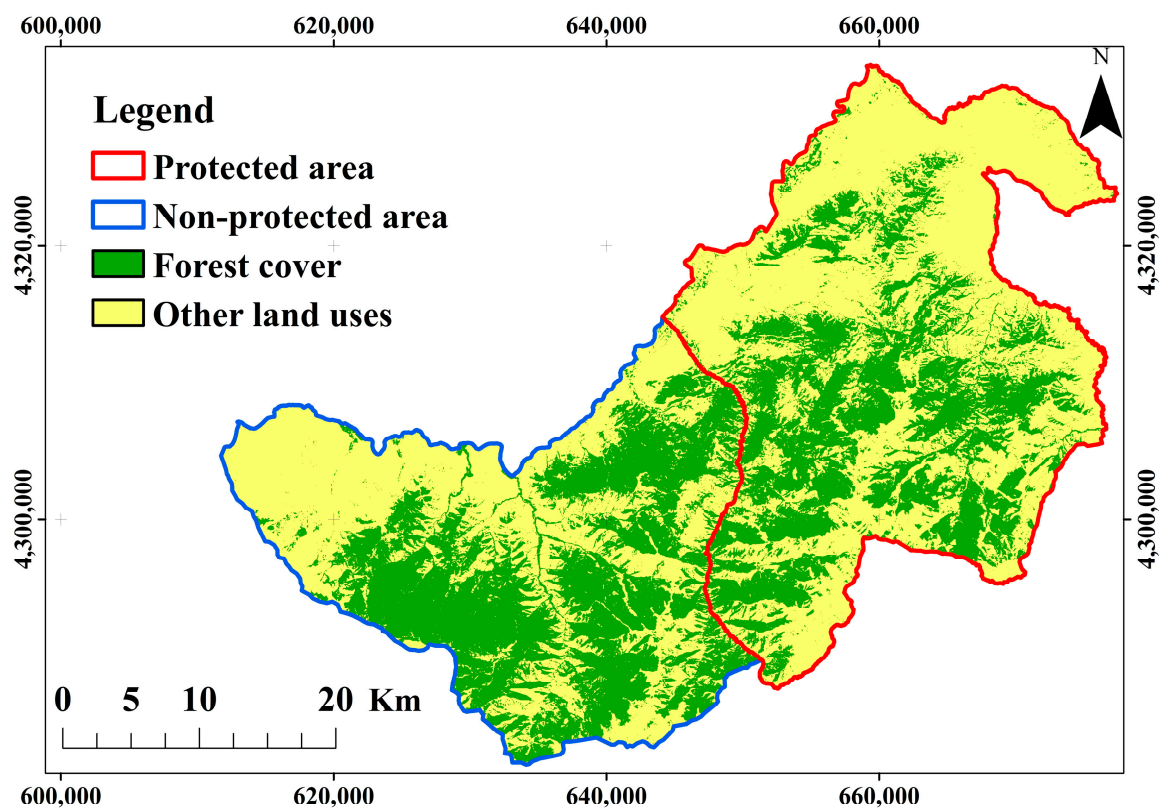 600,000 620,000 640,000 660,000
N
Legend
Protected area
Non-protected area
Forest cover
Other land uses
4,320,000 4,320,000
4,300,000 4,300,000
0 5 10 20 Km
600,000 620,000 640,000 660,000